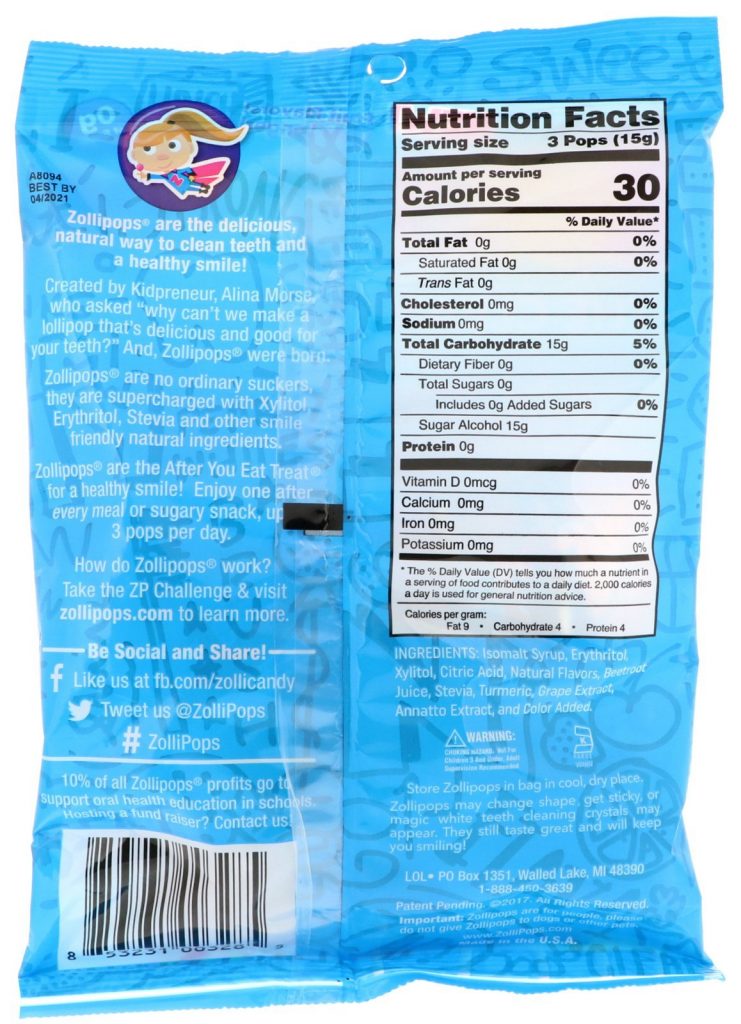 A8094
BEST BY
04/2021
Zollipops® are the delicious,
natural way to clean teeth and
a healthy smile!
Created by Kidpreneur, Alina Morse,
who asked "why can't we make a
lollipop that's delicious and good for
your teeth?" And, Zollipops® were born.
Zollipops® are no ordinary suckers,
they are supercharged with Xylitol
Erythritol, Stevia and other smile
friendly natural ingredients.
Zollipops® are the After You Eat Treat®
for a healthy smile! Enjoy one after
every meal or sugary snack, up
3 pops per day.
How do Zollipops® work?
Take the ZP Challenge & visit
zollipops.com to learn more.
Be Social and Share!
Like us at fb.com/zollicandy
Tweet us @ZolliPops
# ZolliPops
10% of all Zollipops® profits go to
support oral health education in schools.
Hosting a fund raiser? Contact us!
Sweet
Nutrition Facts
Serving size 3 Pops (15g)
Amount per serving
Calories 30
% Daily Value*
Total Fat 0g 0%
Saturated Fat 0g 0%
Trans Fat 0g
Cholesterol 0mg 0%
Sodium 0mg 0%
Total Carbohydrate 15g 5%
Dietary Fiber 0g 0%
Total Sugars 0g
Includes 0g Added Sugars 0%
Sugar Alcohol 15g
Protein 0g
Vitamin D 0mcg 0%
Calcium 0mg 0%
Iron 0mg 0%
Potassium 0mg 0%
* The % Daily Value (DV) tells you how much a nutrient in
a serving of food contributes to a daily diet. 2,000 calories
a day is used for general nutrition advice.
Calories per gram:
Fat 9 • Carbohydrate 4 • Protein 4
INGREDIENTS: Isomalt Syrup, Erythritol,
Xylitol, Citric Acid, Natural Flavors, Beetroot
Juice, Stevia, Turmeric, Grape Extract,
Annatto Extract, and Color Added.
WARNING:
CHOKING HAZARD. Not For
Children 3 And Under. Adult
Supervision Recommended
Store Zollipops in bag in cool, dry place.
Zollipops may change shape, get sticky, or
magic white teeth cleaning crystals may
appear. They still taste great and will keep
you smiling!
LOL • PO Box 1351, Walled Lake, MI 48390
1-888-450-3639
Patent Pending. ©2017. All Rights Reserved.
Important: Zollipops are for people, please
do not give Zollipops to dogs or other pets.
www.ZolliPops.com
Made in the U.S.A.